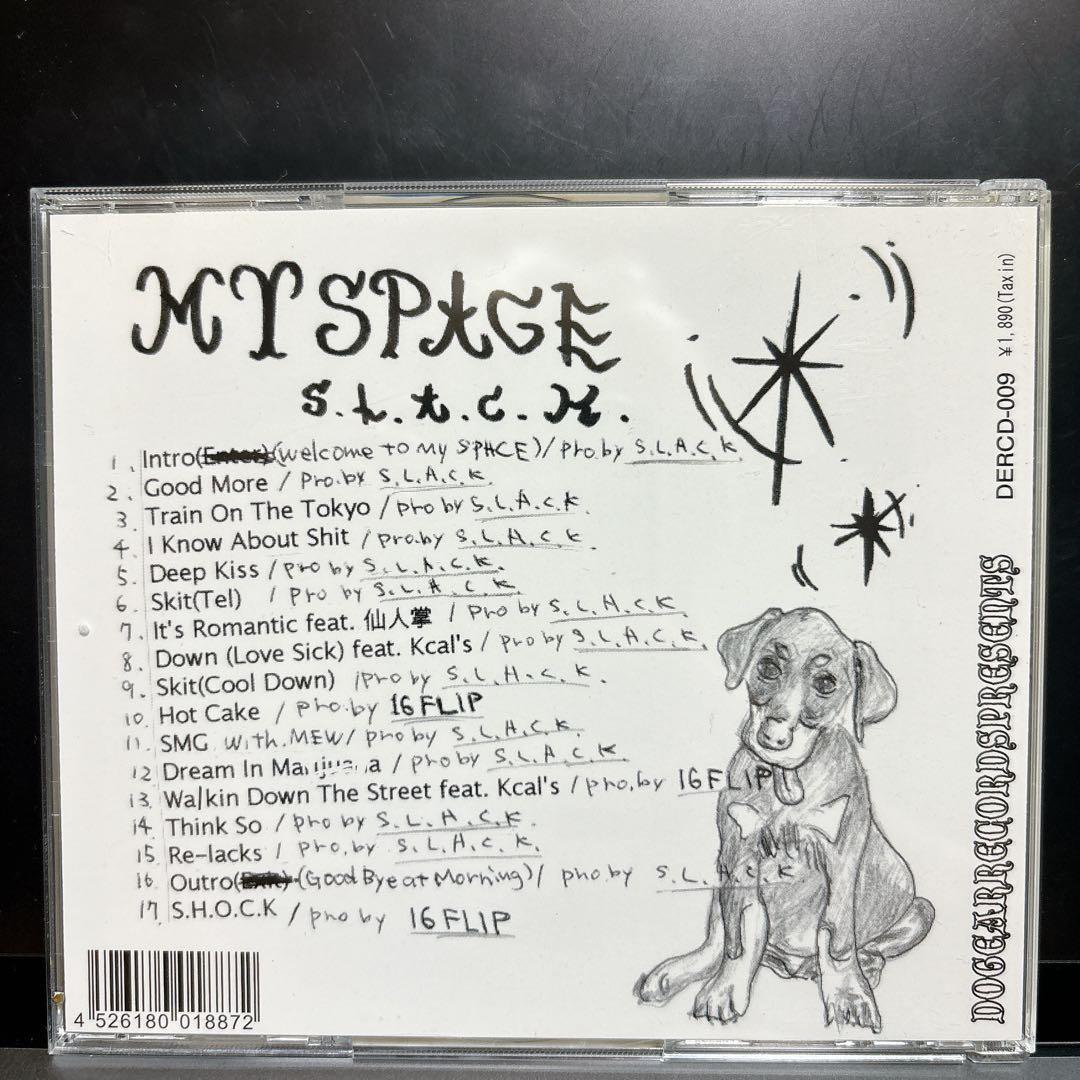 MY SPACE
S.L.A.C.K.
1. Intro(Enter)(Welcome to My SPACE)/pro.by S.L.A.C.K.
2. Good More / Pro.by S.L.A.C.K.
3. Train On The Tokyo / pro by S.L.A.C.K.
4. I Know About Shit / pro.by S.L.A.C.K.
5. Deep Kiss / pro by S.L.A.C.K.
6. Skit(Tel) / pro by S.L.A.C.K.
7. It's Romantic feat. 仙人掌 / pro by S.L.A.C.K.
8. Down (Love Sick) feat. Kcal's / pro by S.L.A.C.K.
9. Skit(Cool Down) / pro by S.L.A.C.K.
10. Hot Cake / pro.by 16FLIP
11. SMG with.MEW/ pro by S.L.A.C.K.
12 Dream In Marijuana / pro by S.L.A.C.K.
13. Walkin Down The Street feat. Kcal's / pro.by 16FLIP
14. Think So / pro by S.L.A.C.K.
15. Re-lacks / pro.by S.L.A.C.K.
16. Outro(Exit)(Good Bye at Morning)/ pro by S.L.A.C.K
17 S.H.O.C.K / pro by 16FLIP
4 526180 018872
DOGEARRECORDSPRESENTS DERCD-009 ¥1,890(Tax in)